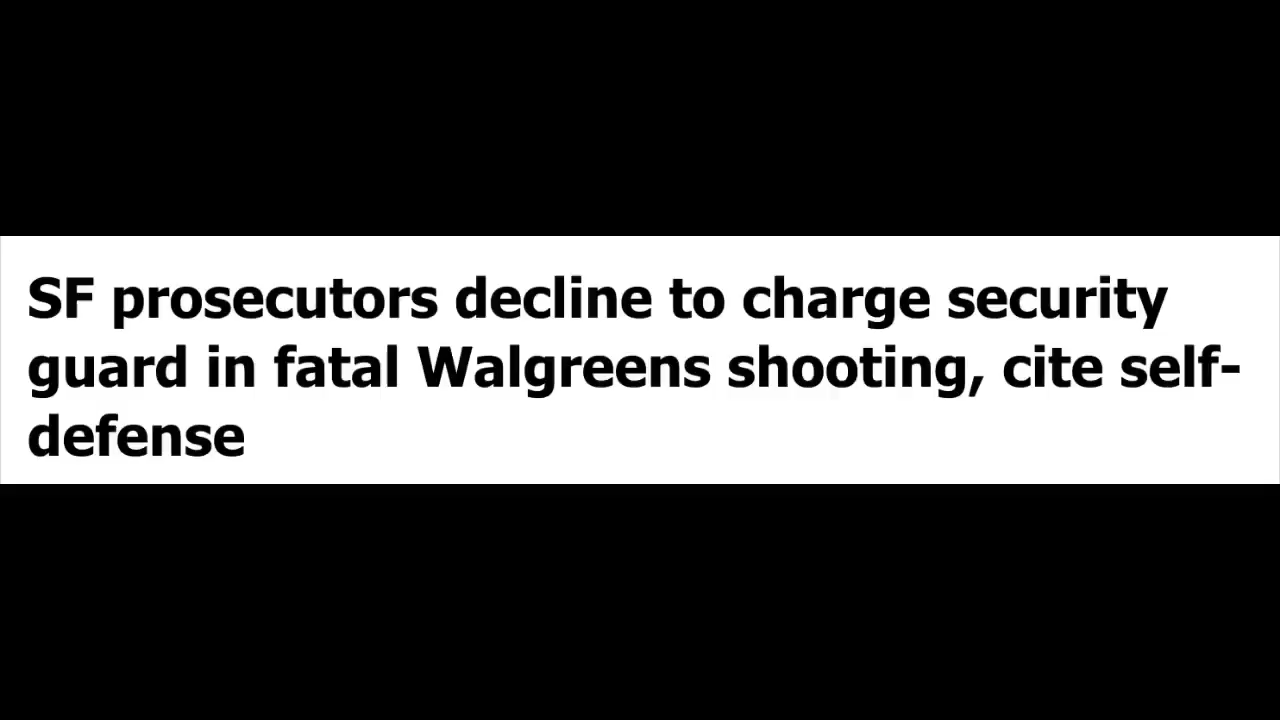 SF prosecutors decline to charge security
guard in fatal Walgreens shooting, cite self-
defense